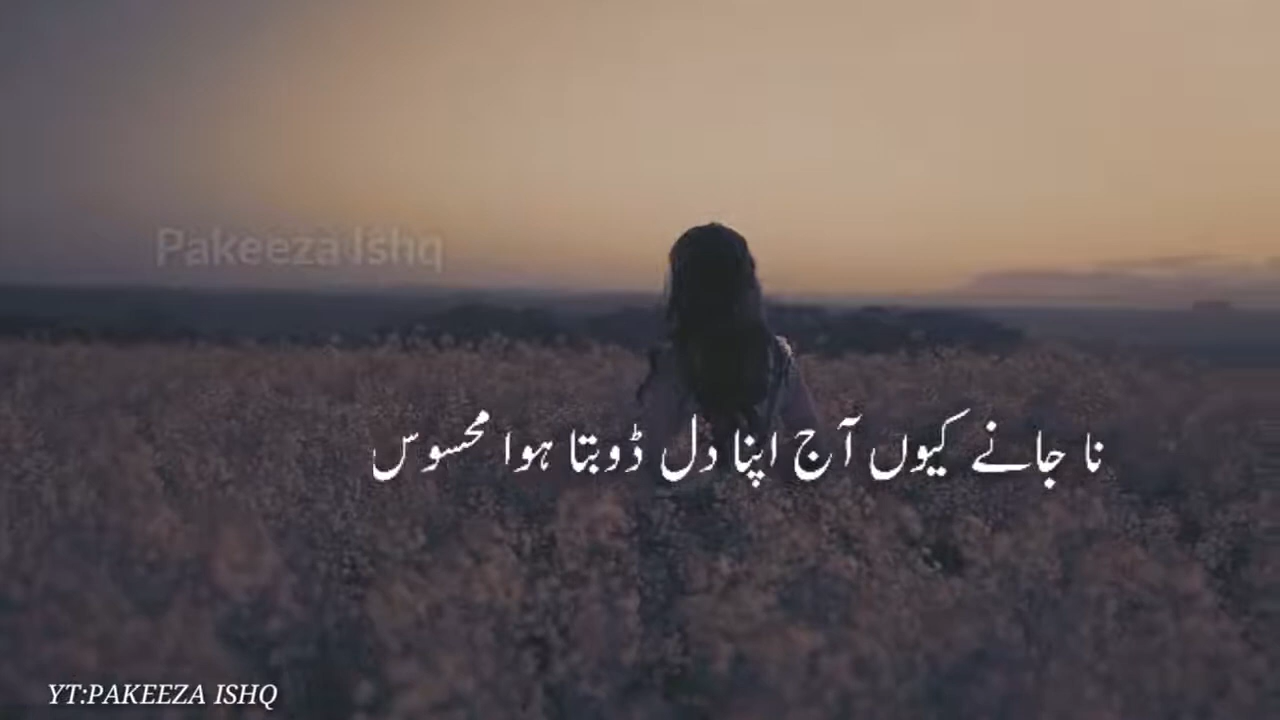 Pakeeza Ishq
نا جانے کیوں آج اپنا دل ڈوبتا ہوا محسوس
YT:PAKEEZA ISHQ